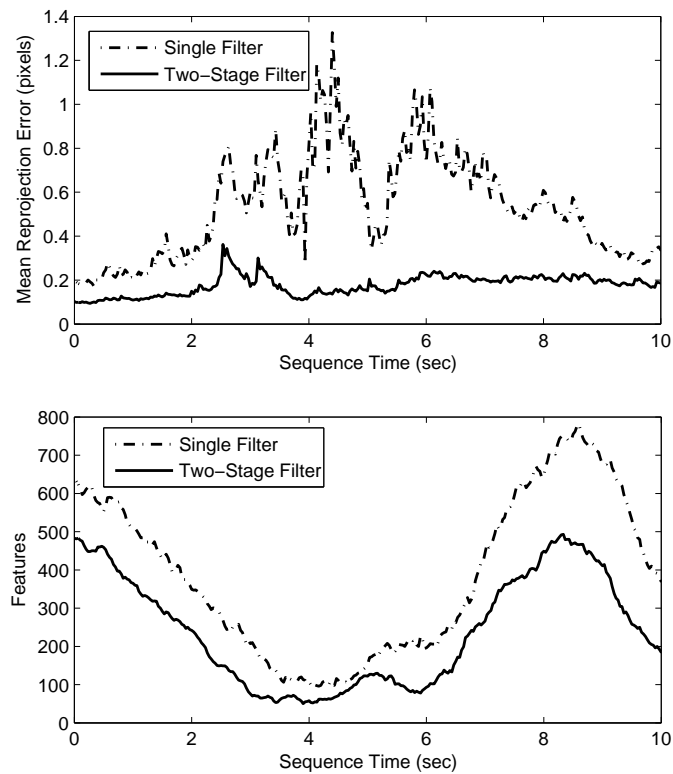 1.4
1.2
1
0.8
0.6
0.4
0.2
0
Mean Reprojection Error (pixels)
Single Filter
Two−Stage Filter
0 2 4 6 8 10
Sequence Time (sec)
800
700
600
500
400
300
200
100
0
Features
Single Filter
Two−Stage Filter
0 2 4 6 8 10
Sequence Time (sec)